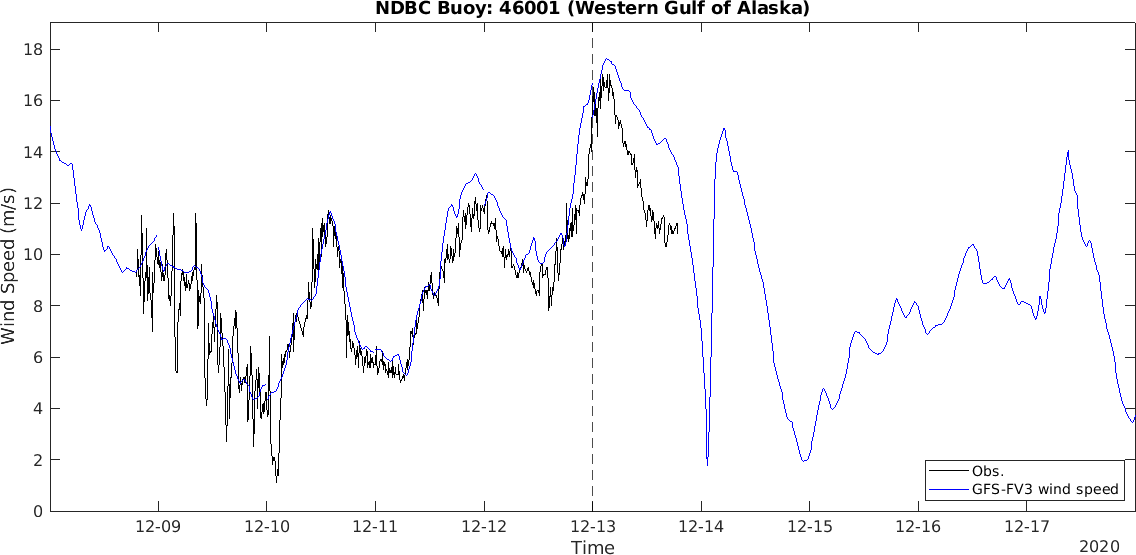 NDBC Buoy: 46001 (Western Gulf of Alaska)
Wind Speed (m/s)
18
16
14
12
10
8
6
4
2
0
12-09 12-10 12-11 12-12 12-13 12-14 12-15 12-16 12-17
Time
2020
Obs.
GFS-FV3 wind speed